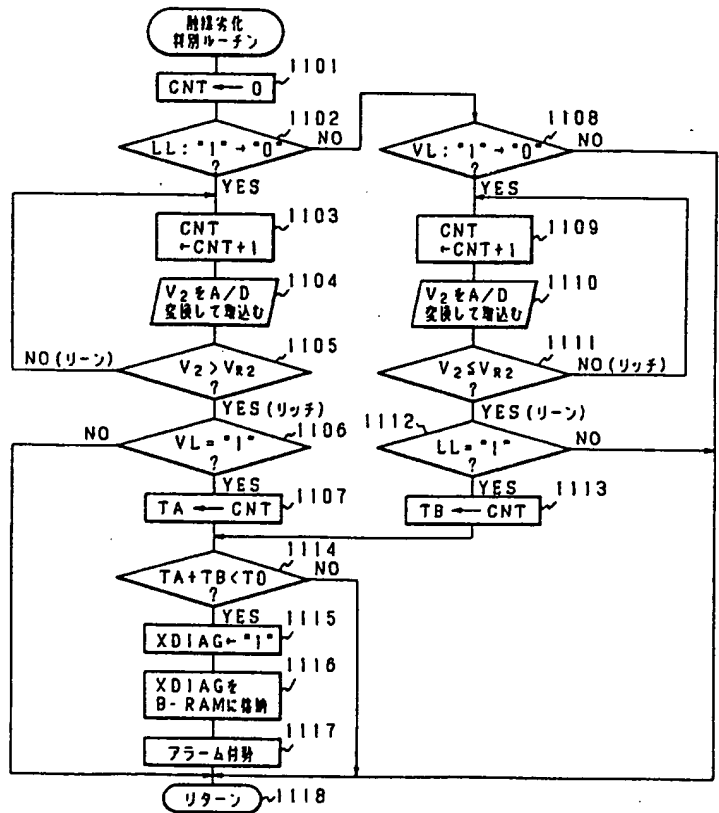 触媒劣化
判別ルーチン
1101
CNT ← 0
1102
LL : "1" → "0"
?
NO
YES
1103
CNT
←CNT+1
1104
V2をA/D
変換して取込む
1105
V2 > VR2
?
NO (リーン)
YES (リッチ)
1106
VL = "1"
?
NO
YES
1107
TA ← CNT
1108
VL : "1" → "0"
?
NO
YES
1109
CNT
←CNT+1
1110
V2をA/D
変換して取込む
1111
V2 ≤ VR2
?
NO (リッチ)
YES (リーン)
1112
LL = "1"
?
NO
YES
1113
TB ← CNT
1114
TA+TB<T0
?
NO
YES
1115
XDIAG← "1"
1116
XDIAGを
B-RAMに格納
1117
アラーム付勢
リターン
1118